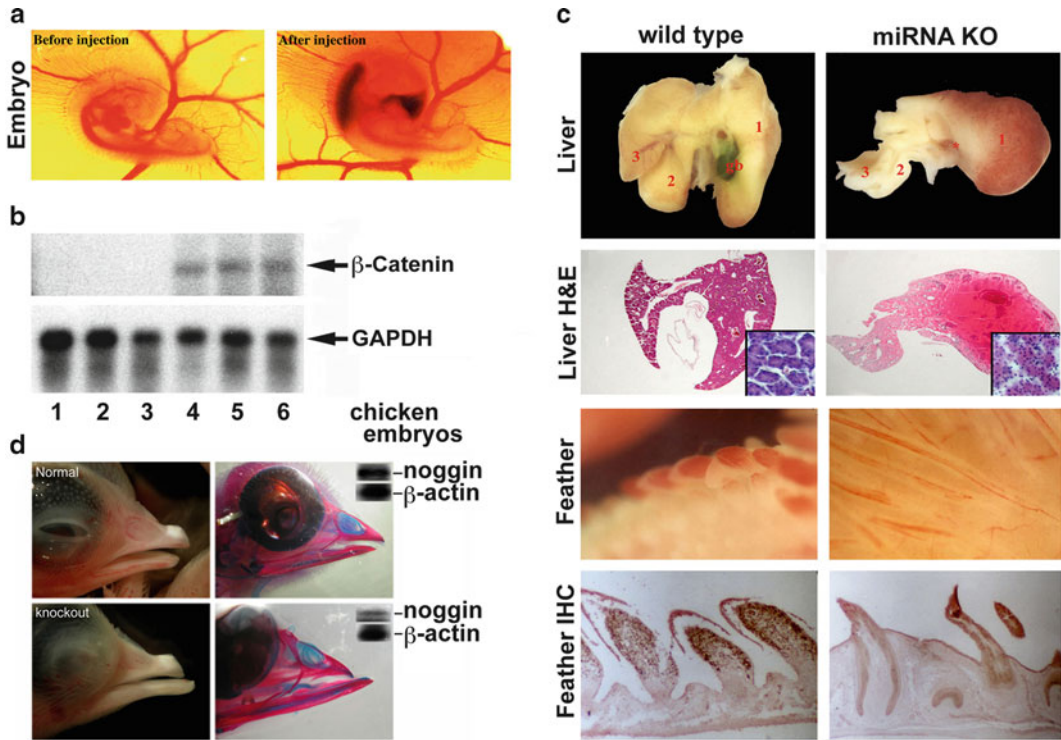 a
Embryo
Before injection
After injection
b
β-Catenin
GAPDH
1 2 3 4 5 6
chicken
embryos
d
Normal
noggin
β-actin
knockout
noggin
β-actin
c
wild type
miRNA KO
Liver
1
2
3
gb
1
2
3
*
Liver H&E
Feather
Feather IHC